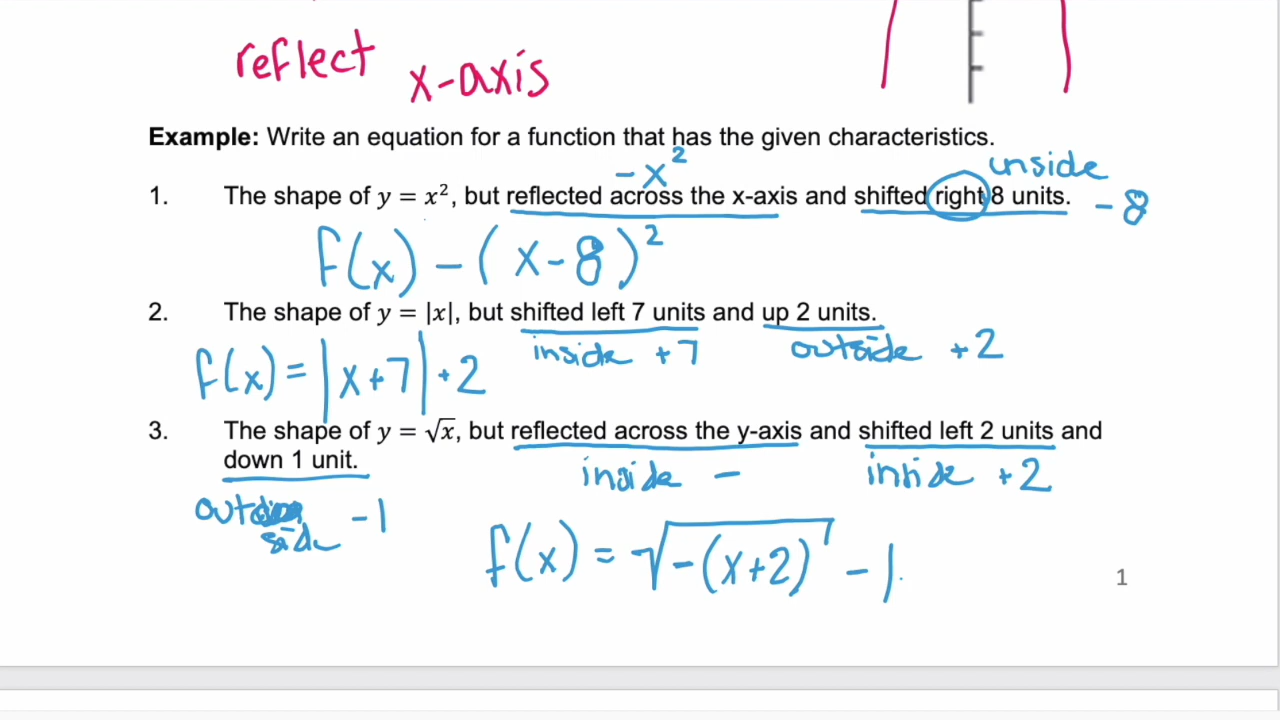 reflect x-axis
Example: Write an equation for a function that has the given characteristics.
-x² inside
1. The shape of y = x², but reflected across the x-axis and shifted right 8 units. -8
f(x) - (x-8)²
2. The shape of y = |x|, but shifted left 7 units and up 2 units.
inside +7 outside +2
f(x) = |x+7| + 2
3. The shape of y = √x, but reflected across the y-axis and shifted left 2 units and
down 1 unit.
inside - inside +2
out side -1
f(x) = √-(x+2) - 1
1